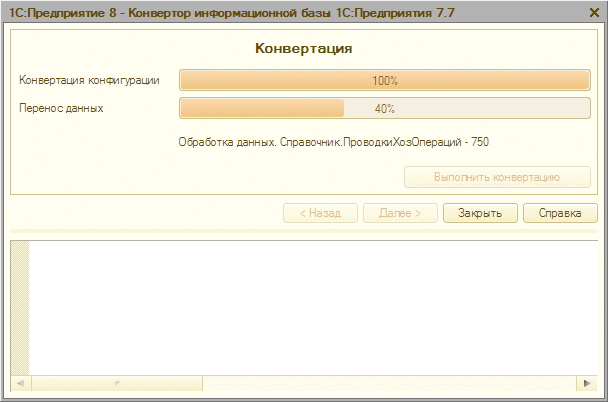 1С:Предприятие 8 - Конвертор информационной базы 1С:Предприятия 7.7
Конвертация
Конвертация конфигурации 100%
Перенос данных 40%
Обработка данных. Справочник.ПроводкиХозОпераций - 750
Выполнить конвертацию
< Назад Далее > Закрыть Справка